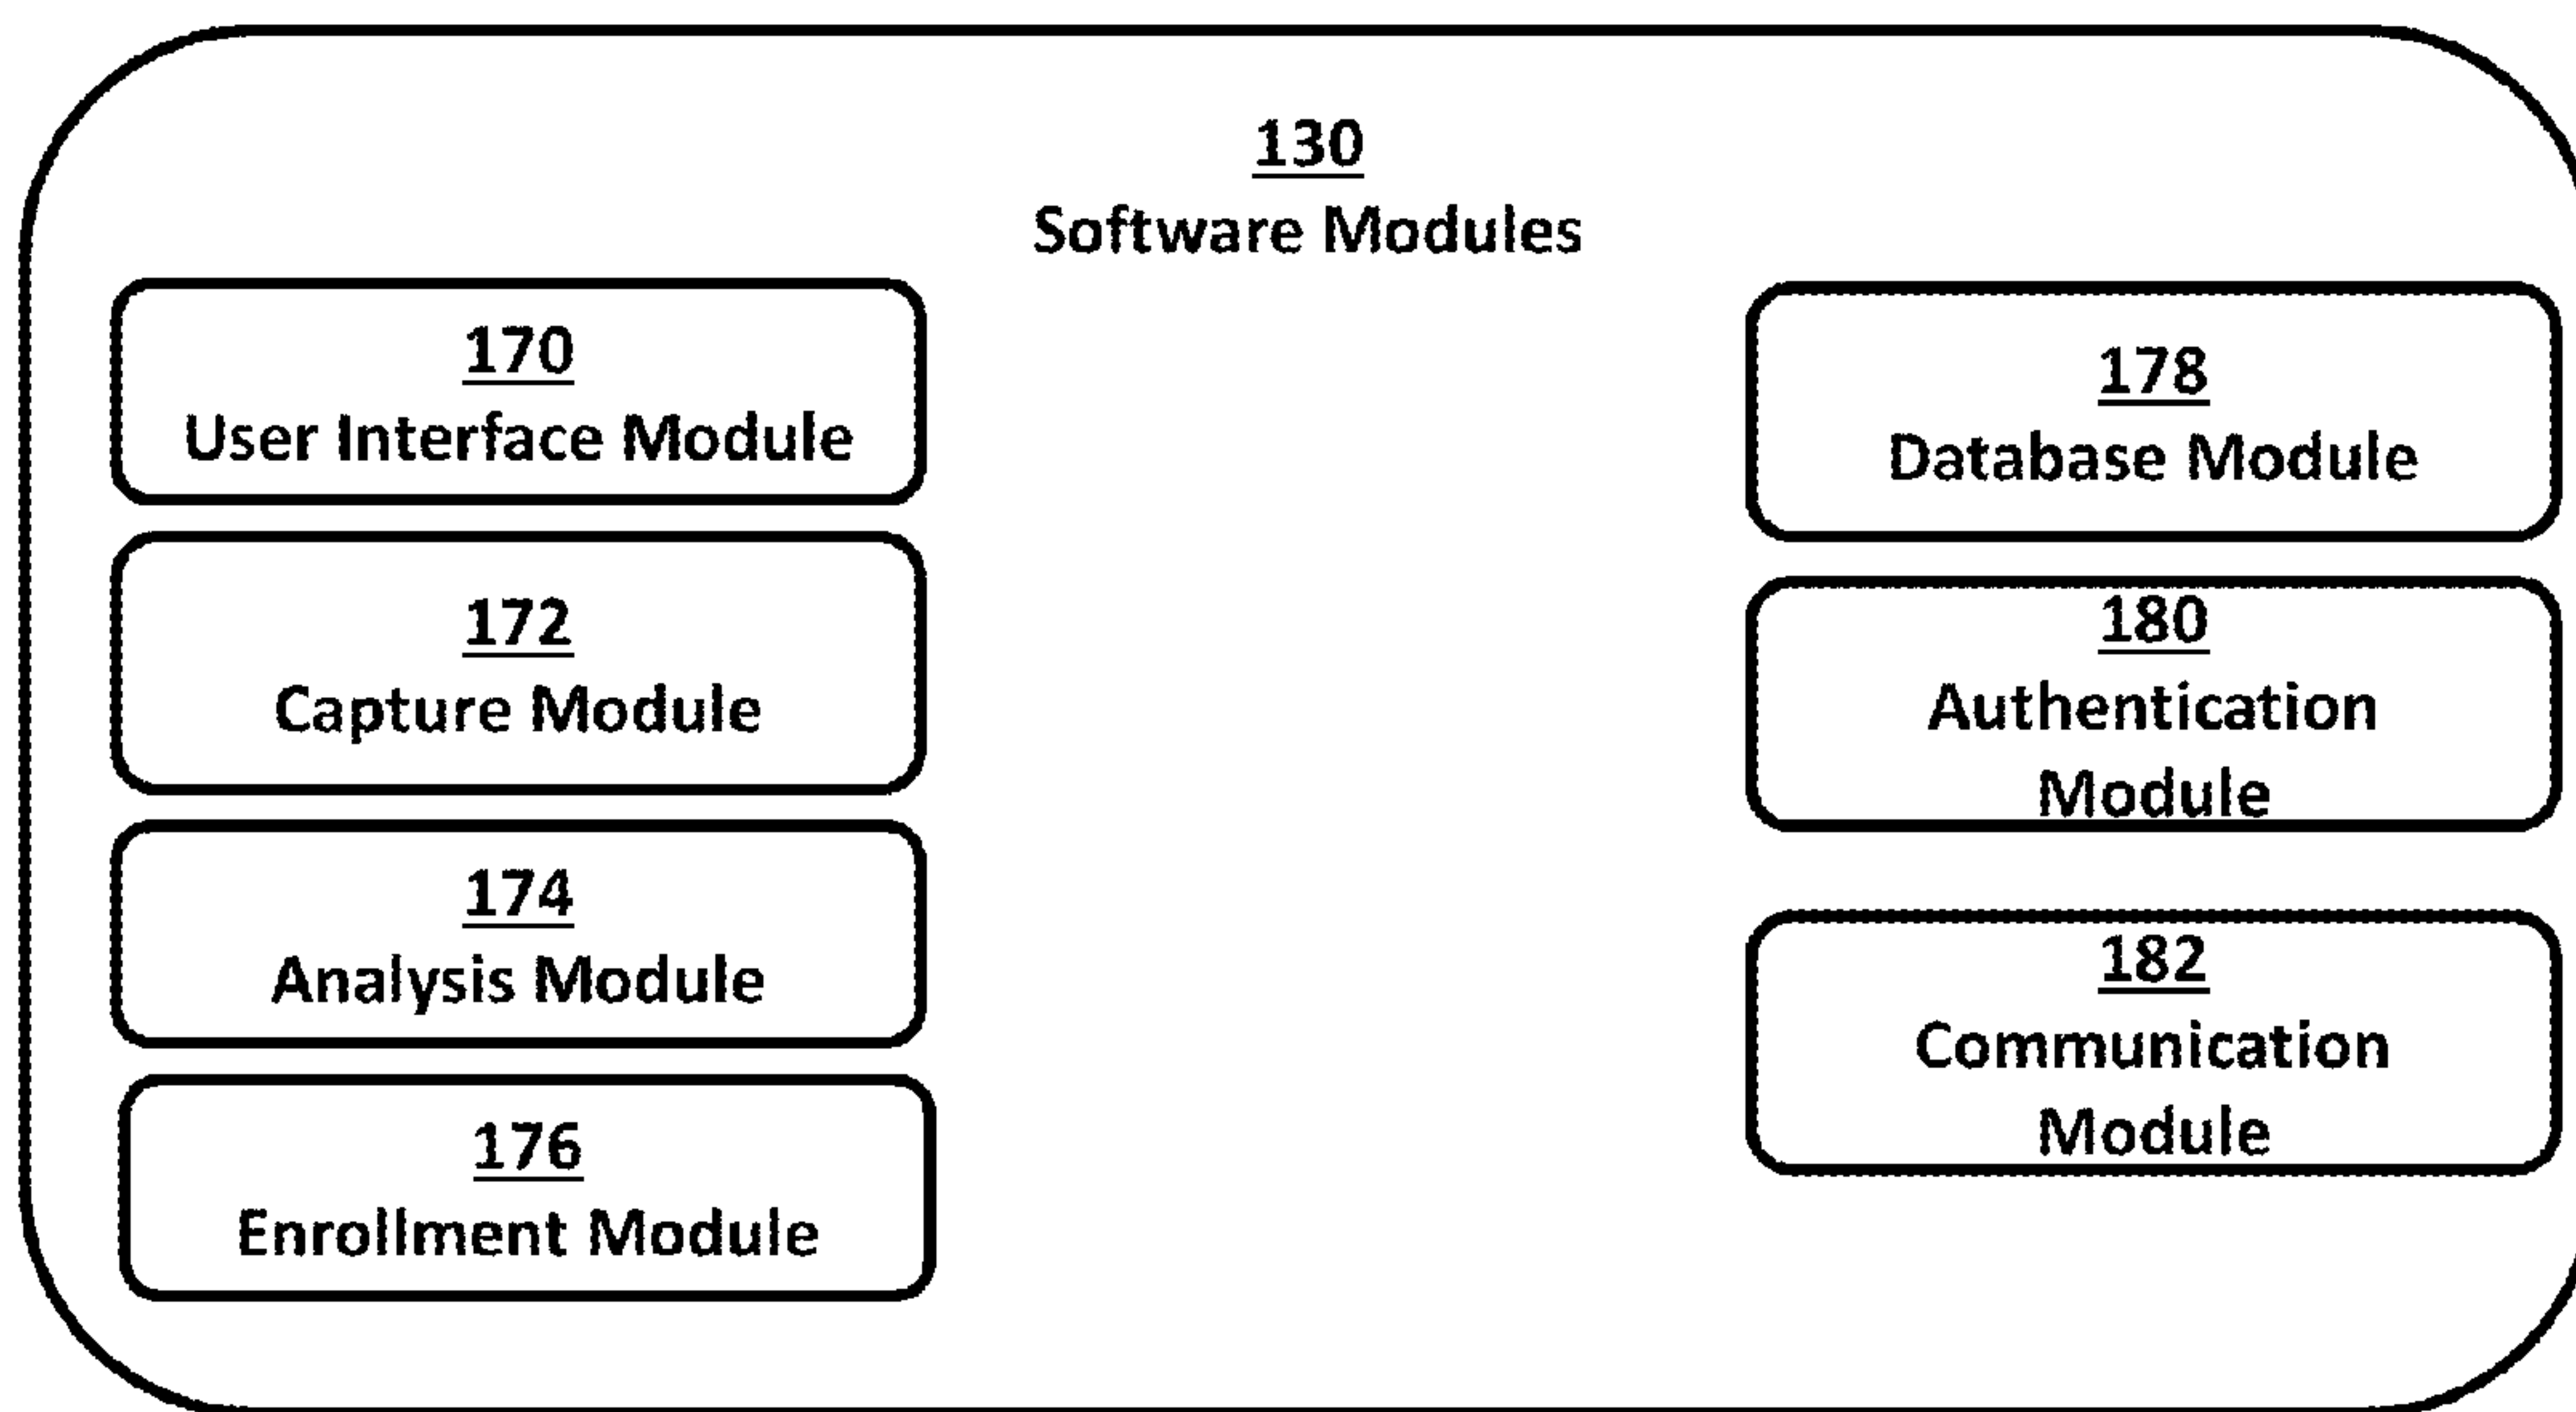 130
Software Modules
170
User Interface Module
172
Capture Module
174
Analysis Module
176
Enrollment Module
178
Database Module
180
Authentication
Module
182
Communication
Module